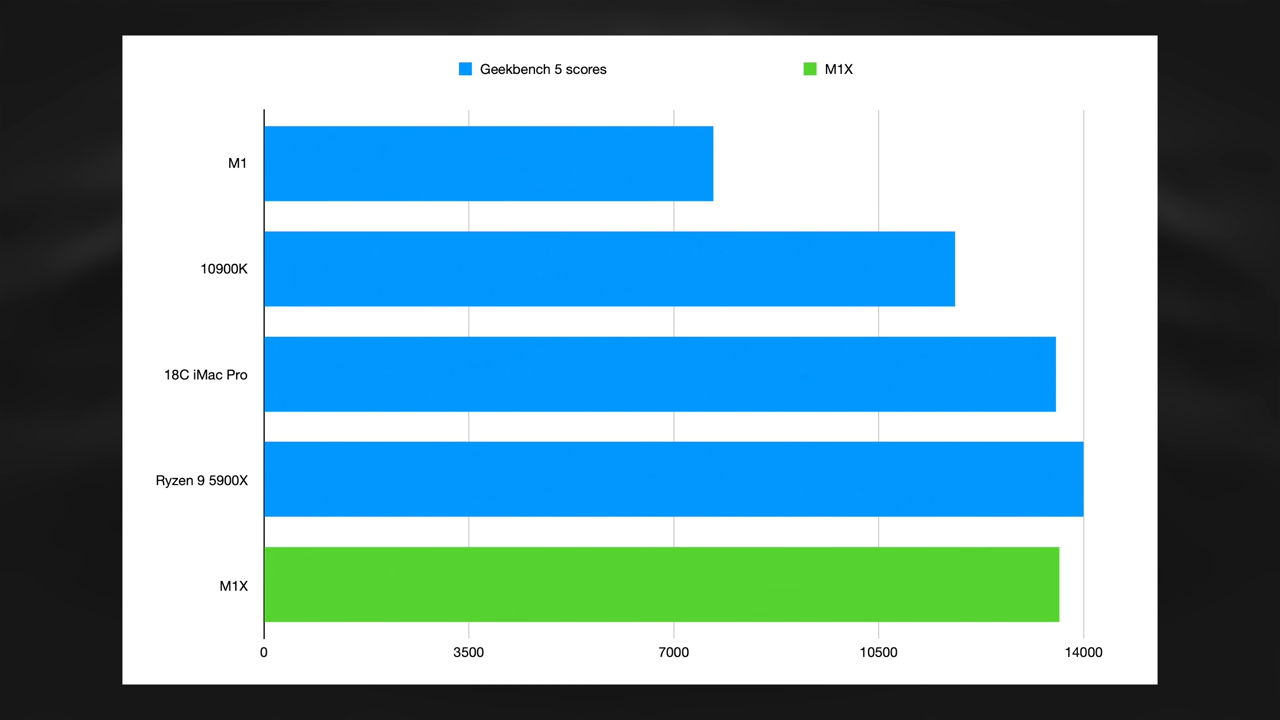 Geekbench 5 scores
M1X
M1
10900K
18C iMac Pro
Ryzen 9 5900X
M1X
0 3500 7000 10500 14000